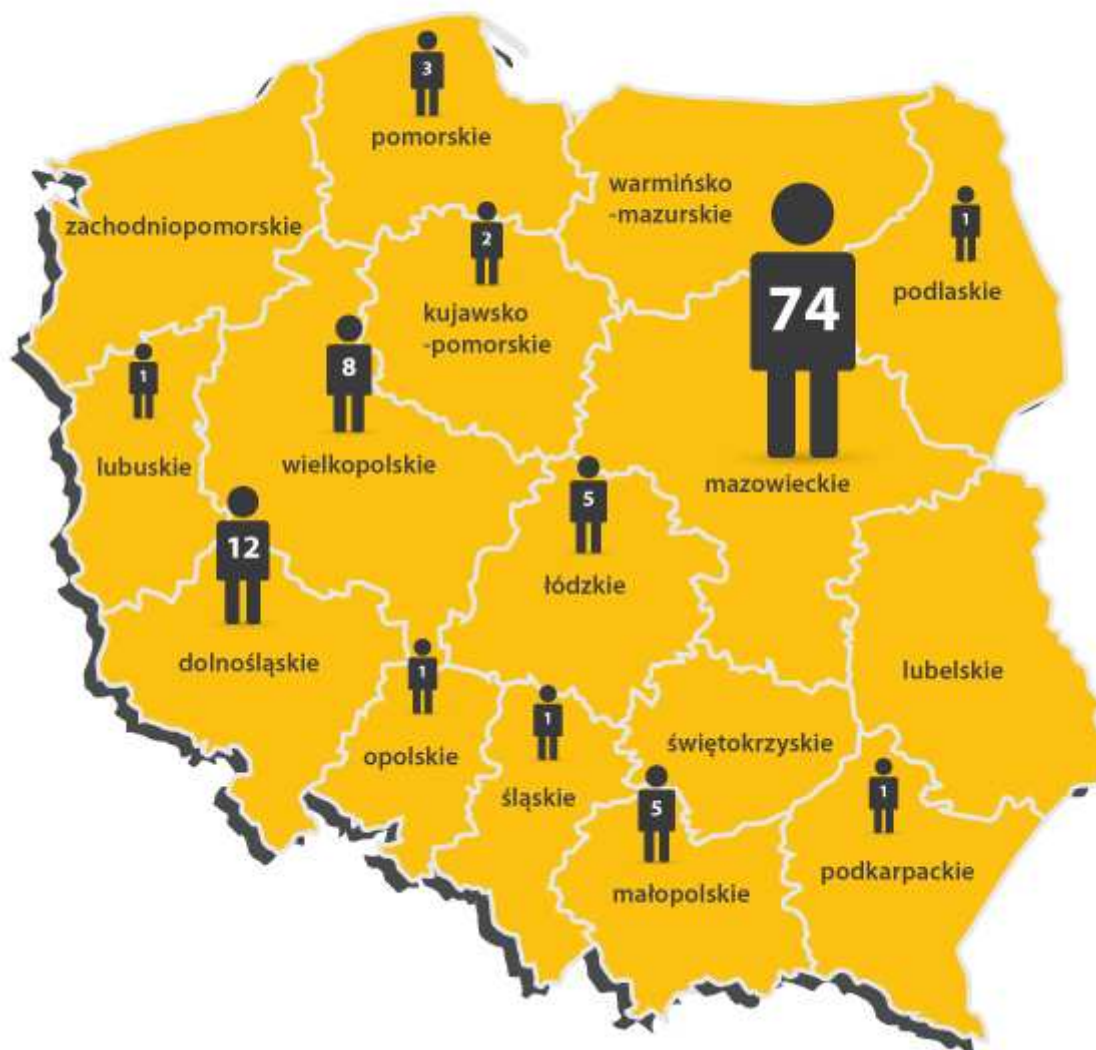 3
pomorskie
zachodniopomorskie
warmińsko
-mazurskie
1
podlaskie
2
kujawsko
-pomorskie
74
mazowieckie
1
lubuskie
8
wielkopolskie
5
łódzkie
12
dolnośląskie
lubelskie
1
opolskie
1
śląskie
świętokrzyskie
5
małopolskie
1
podkarpackie